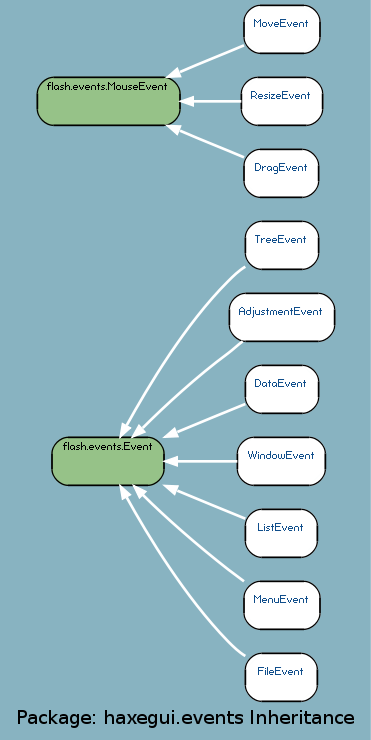 MoveEvent
flash.events.MouseEvent
ResizeEvent
DragEvent
TreeEvent
AdjustmentEvent
DataEvent
flash.events.Event
WindowEvent
ListEvent
MenuEvent
FileEvent
Package: haxegui.events Inheritance